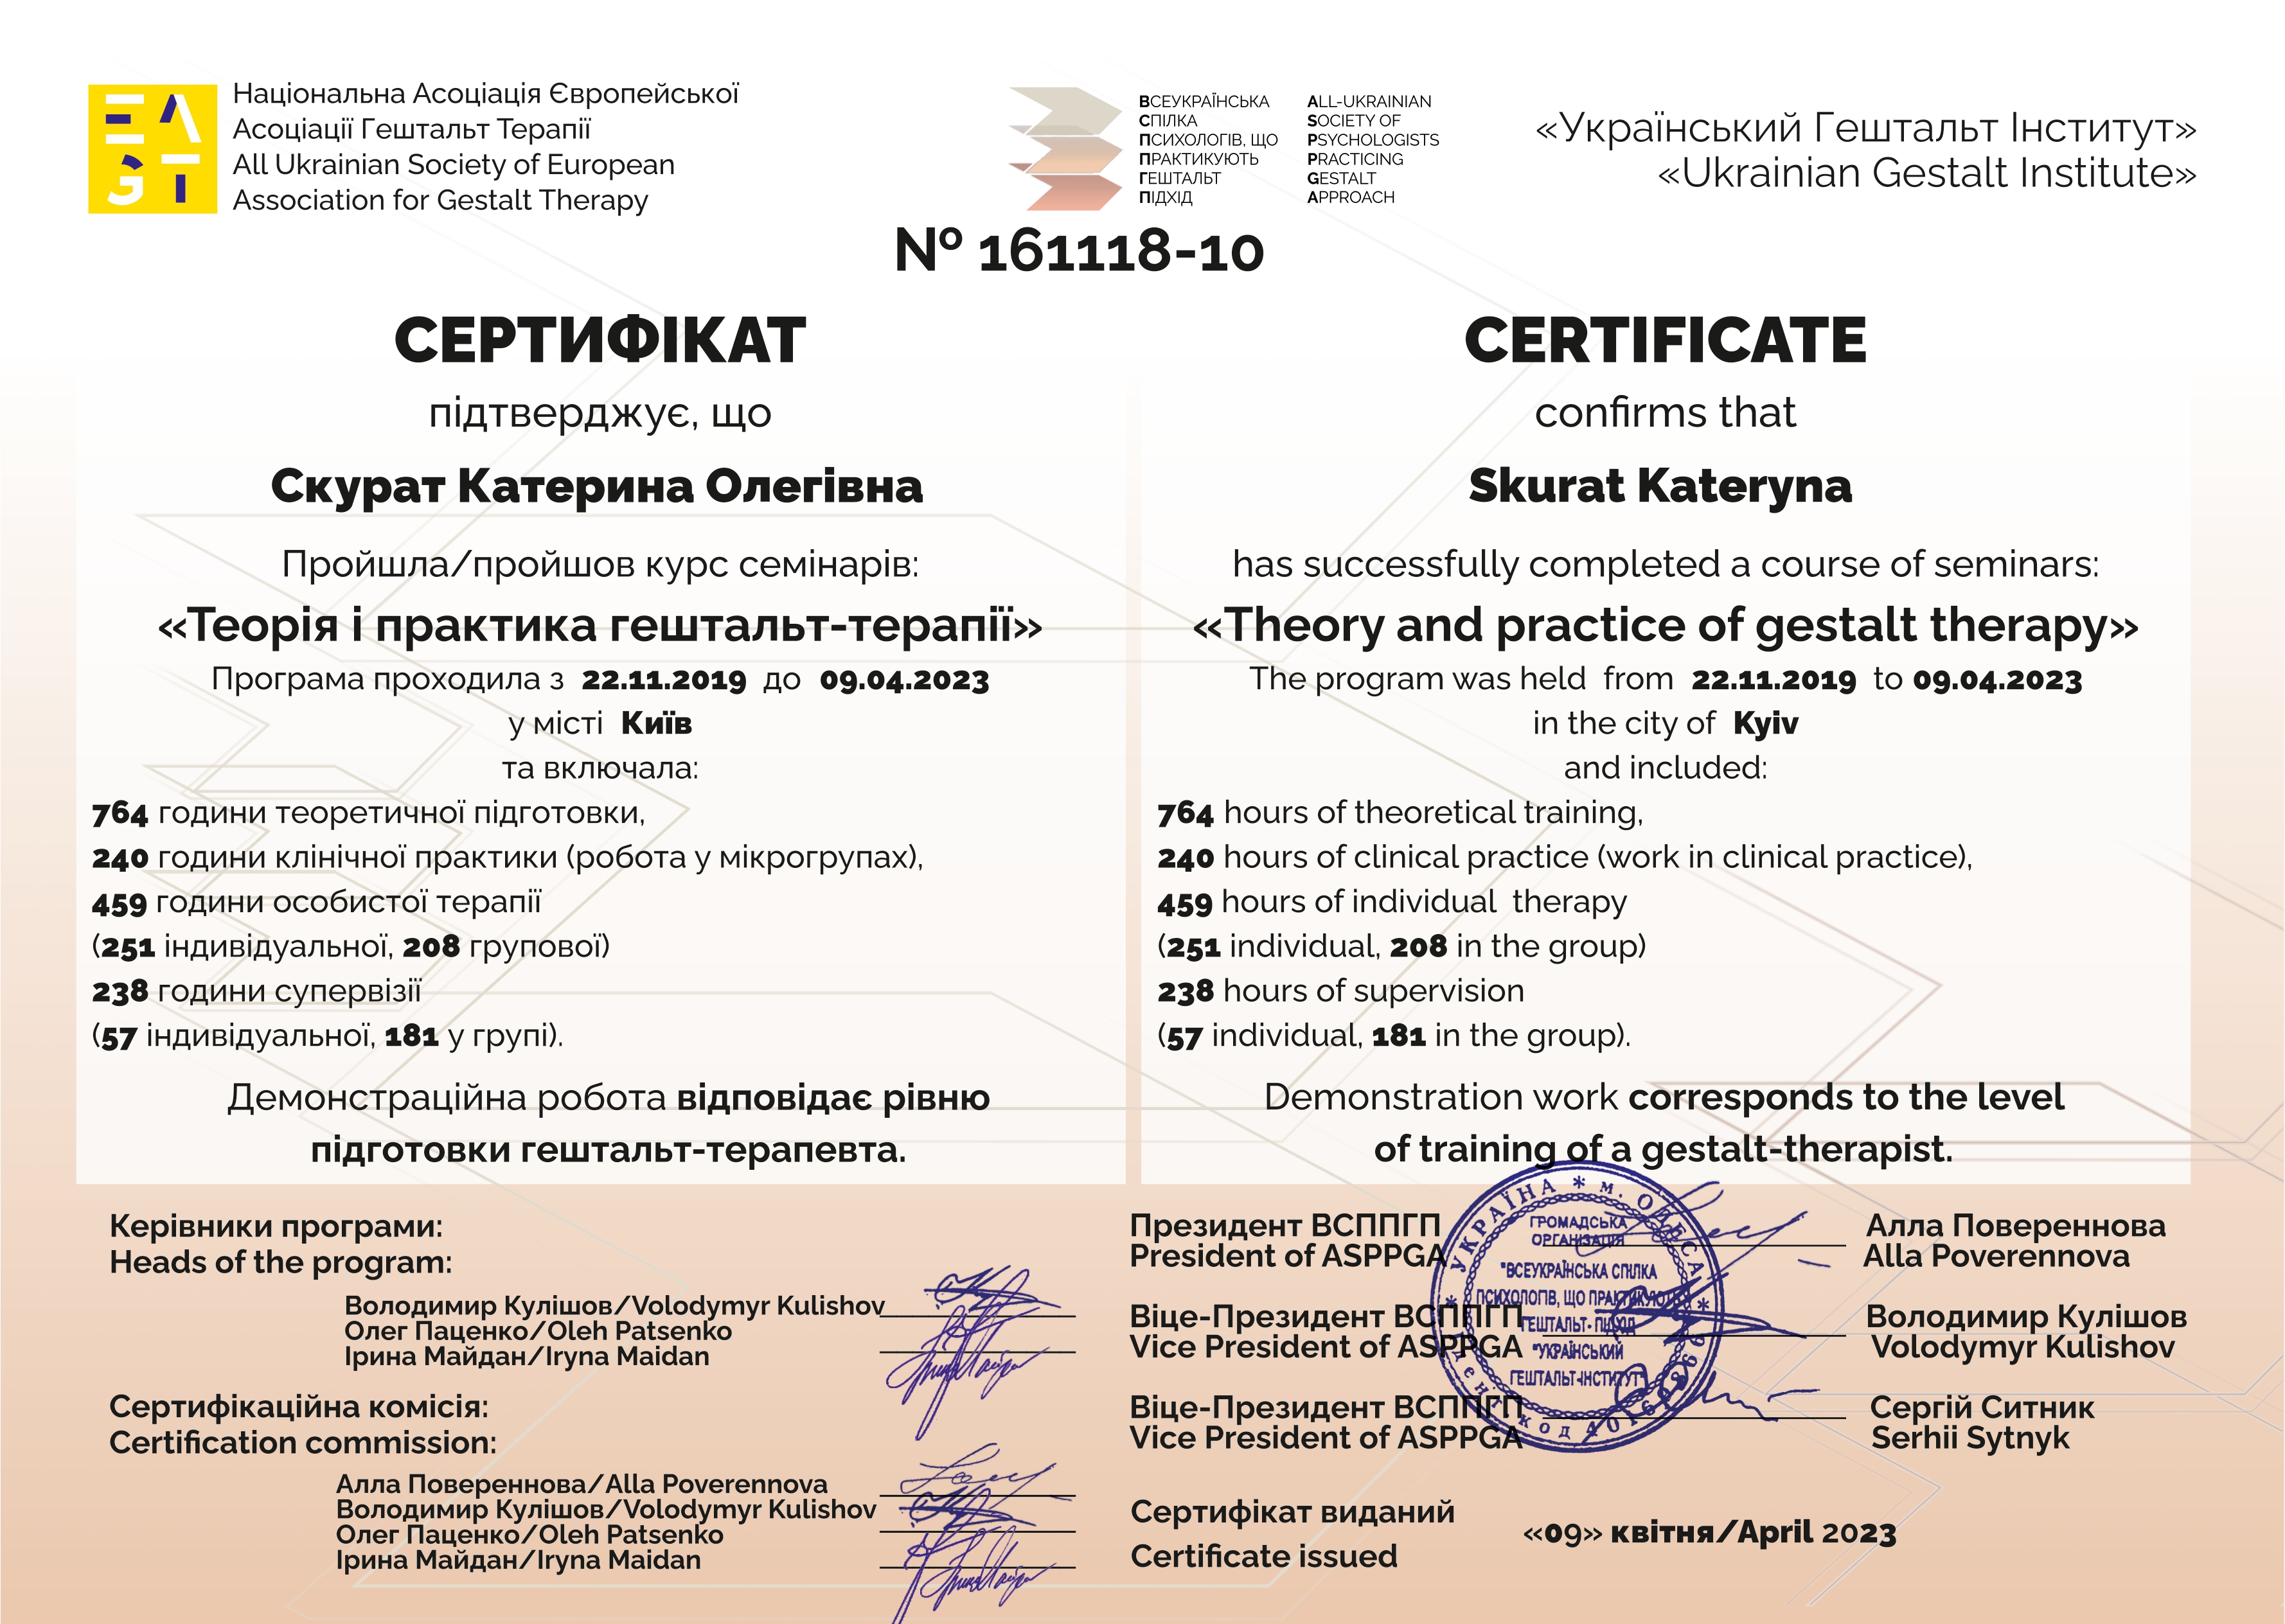 Національна Асоціація Європейської
Асоціації Гештальт Терапії
All Ukrainian Society of European
Association for Gestalt Therapy
ВСЕУКРАЇНСЬКА
СПІЛКА
ПСИХОЛОГІВ, ЩО
ПРАКТИКУЮТЬ
ГЕШТАЛЬТ
ПІДХІД
ALL-UKRAINIAN
SOCIETY OF
PSYCHOLOGISTS
PRACTICING
GESTALT
APPROACH
«Український Гештальт Інститут»
«Ukrainian Gestalt Institute»
№ 161118-10
СЕРТИФІКАТ
підтверджує, що
Скурат Катерина Олегівна
Пройшла/пройшов курс семінарів:
«Теорія і практика гештальт-терапії»
Програма проходила з 22.11.2019 до 09.04.2023
у місті Київ
та включала:
764 години теоретичної підготовки,
240 години клінічної практики (робота у мікрогрупах),
459 години особистої терапії
(251 індивідуальної, 208 групової)
238 години супервізії
(57 індивідуальної, 181 у групі).
Демонстраційна робота відповідає рівню
підготовки гештальт-терапевта.
CERTIFICATE
confirms that
Skurat Kateryna
has successfully completed a course of seminars:
«Theory and practice of gestalt therapy»
The program was held from 22.11.2019 to 09.04.2023
in the city of Kyiv
and included:
764 hours of theoretical training,
240 hours of clinical practice (work in clinical practice),
459 hours of individual therapy
(251 individual, 208 in the group)
238 hours of supervision
(57 individual, 181 in the group).
Demonstration work corresponds to the level
of training of a gestalt-therapist.
Керівники програми:
Heads of the program:
Володимир Кулішов/Volodymyr Kulishov
Олег Паценко/Oleh Patsenko
Ірина Майдан/Iryna Maidan
Сертифікаційна комісія:
Certification commission:
Алла Повереннова/Alla Poverennova
Володимир Кулішов/Volodymyr Kulishov
Олег Паценко/Oleh Patsenko
Ірина Майдан/Iryna Maidan
Президент ВСППГП
President of ASPPGA
Алла Повереннова
Alla Poverennova
Віце-Президент ВСППГП
Vice President of ASPPGA
Володимир Кулішов
Volodymyr Kulishov
Віце-Президент ВСППГП
Vice President of ASPPGA
Сергій Ситник
Serhii Sytnyk
УКРАЇНА * м. ОДЕСА *
ГРОМАДСЬКА
ОРГАНІЗАЦІЯ
"ВСЕУКРАЇНСЬКА СПІЛКА
ПСИХОЛОГІВ, ЩО ПРАКТИКУЮТЬ
ГЕШТАЛЬТ- ПІДХІД
"УКРАЇНСЬКИЙ
ГЕШТАЛЬТ-ІНСТИТУТ"
Ідент код
Сертифікат виданий
Certificate issued
«09» квітня/April 2023